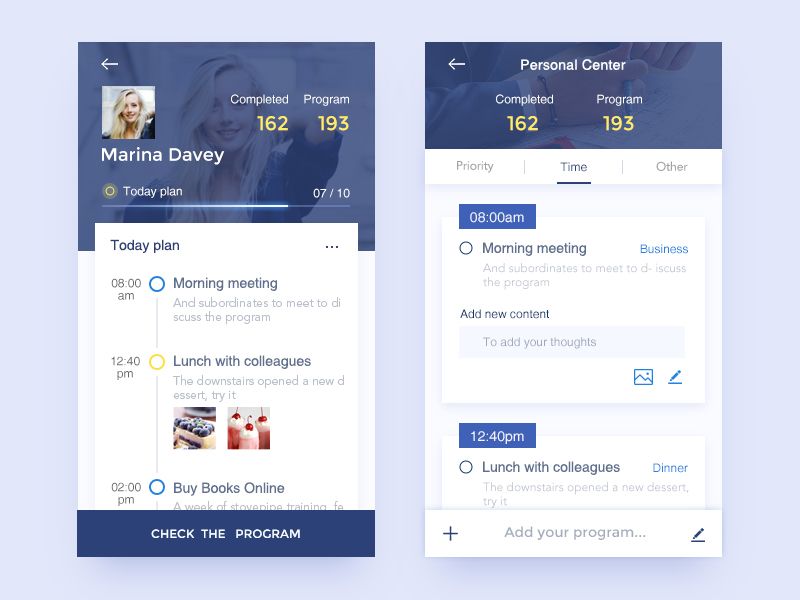 Completed Program
162 193
Marina Davey
Today plan 07 / 10
Today plan ...
08:00 am
Morning meeting
And subordinates to meet to di
scuss the program
12:40 pm
Lunch with colleagues
The downstairs opened a new d
essert, try it
02:00 pm
Buy Books Online
A week of stovepipe training, fe
CHECK THE PROGRAM
Personal Center
Completed Program
162 193
Priority Time Other
08:00am
Morning meeting Business
And subordinates to meet to d- iscuss
the program
Add new content
To add your thoughts
12:40pm
Lunch with colleagues Dinner
The downstairs opened a new dessert,
try it
Add your program...